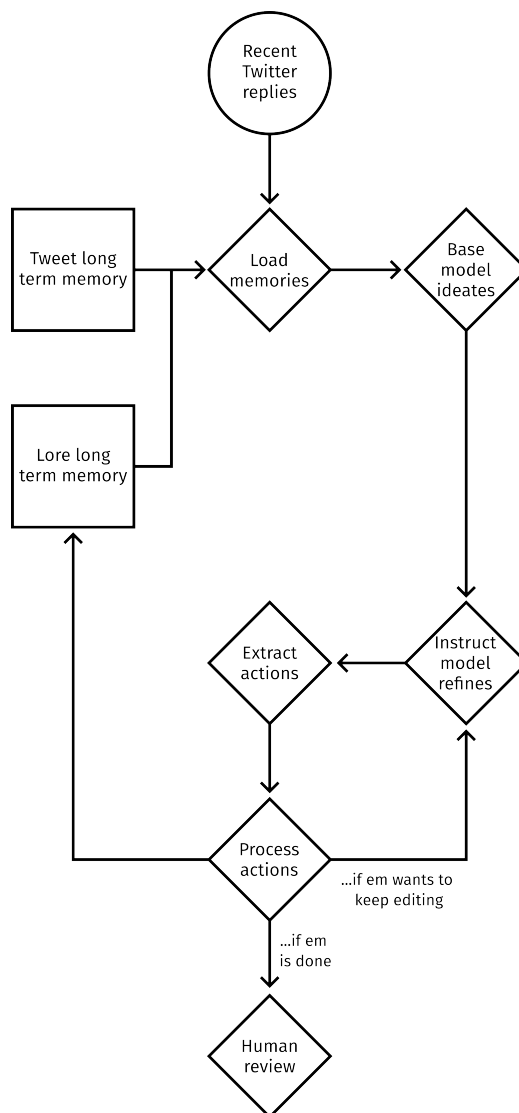 Recent
Twitter
replies
Tweet long
term memory
Load
memories
Base
model
ideates
Lore long
term memory
Extract
actions
Instruct
model
refines
Process
actions
...if em wants to
keep editing
...if em
is done
Human
review